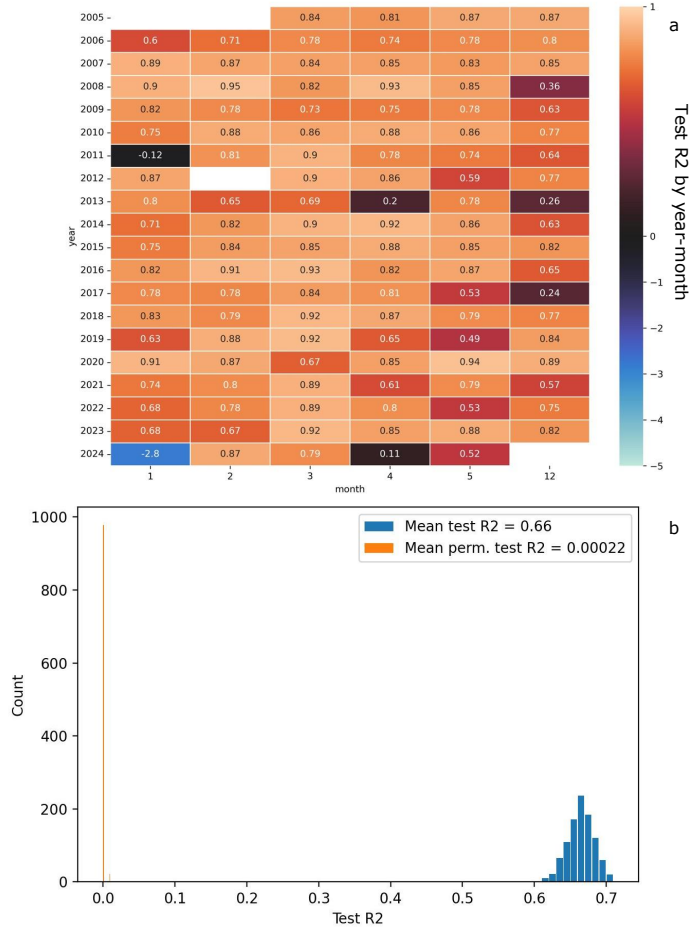 a
2005 0.84 0.81 0.87 0.87
2006 0.6 0.71 0.78 0.74 0.78 0.8
2007 0.89 0.87 0.84 0.85 0.83 0.85
2008 0.9 0.95 0.82 0.93 0.85 0.36
2009 0.82 0.78 0.73 0.75 0.78 0.63
2010 0.75 0.88 0.86 0.88 0.86 0.77
2011 -0.12 0.81 0.9 0.78 0.74 0.64
2012 0.87 0.9 0.86 0.59 0.77
2013 0.8 0.65 0.69 0.2 0.78 0.26
2014 0.71 0.82 0.9 0.92 0.86 0.63
2015 0.75 0.84 0.85 0.88 0.85 0.82
2016 0.82 0.91 0.93 0.82 0.87 0.65
2017 0.78 0.78 0.84 0.81 0.53 0.24
2018 0.83 0.79 0.92 0.87 0.79 0.77
2019 0.63 0.88 0.92 0.65 0.49 0.84
2020 0.91 0.87 0.67 0.85 0.94 0.89
2021 0.74 0.8 0.89 0.61 0.79 0.57
2022 0.68 0.78 0.89 0.8 0.53 0.75
2023 0.68 0.67 0.92 0.85 0.88 0.82
2024 -2.8 0.87 0.79 0.11 0.52
1 2 3 4 5 12
month
year
1
0
−1
−2
−3
−4
−5
Test R2 by year-month
b
Mean test R2 = 0.66
Mean perm. test R2 = 0.00022
1000
800
600
400
200
0
Count
0.0 0.1 0.2 0.3 0.4 0.5 0.6 0.7
Test R2